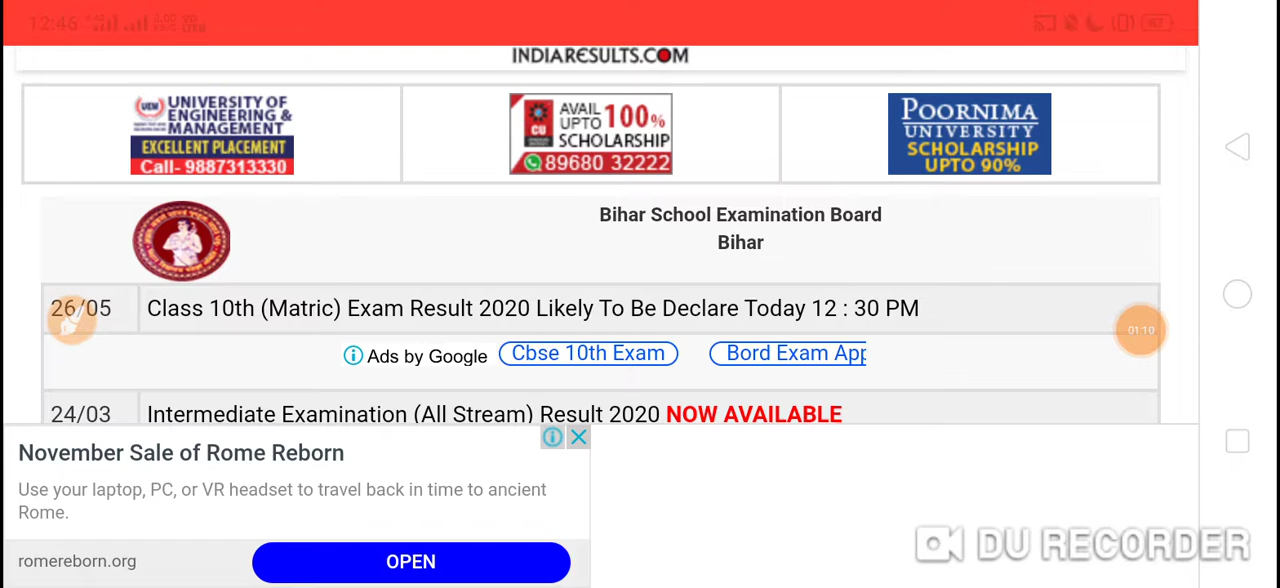 12:46
INDIARESULTS.COM
UEM UNIVERSITY OF
ENGINEERING &
MANAGEMENT
EXCELLENT PLACEMENT
Call- 9887313330
CU
AVAIL
UPTO 100%
SCHOLARSHIP
89680 32222
POORNIMA
UNIVERSITY
SCHOLARSHIP
UPTO 90%
Bihar School Examination Board
Bihar
26/05 Class 10th (Matric) Exam Result 2020 Likely To Be Declare Today 12 : 30 PM
01:10
Ads by Google Cbse 10th Exam Bord Exam App
24/03 Intermediate Examination (All Stream) Result 2020 NOW AVAILABLE
November Sale of Rome Reborn
Use your laptop, PC, or VR headset to travel back in time to ancient
Rome.
romereborn.org OPEN
DU RECORDER